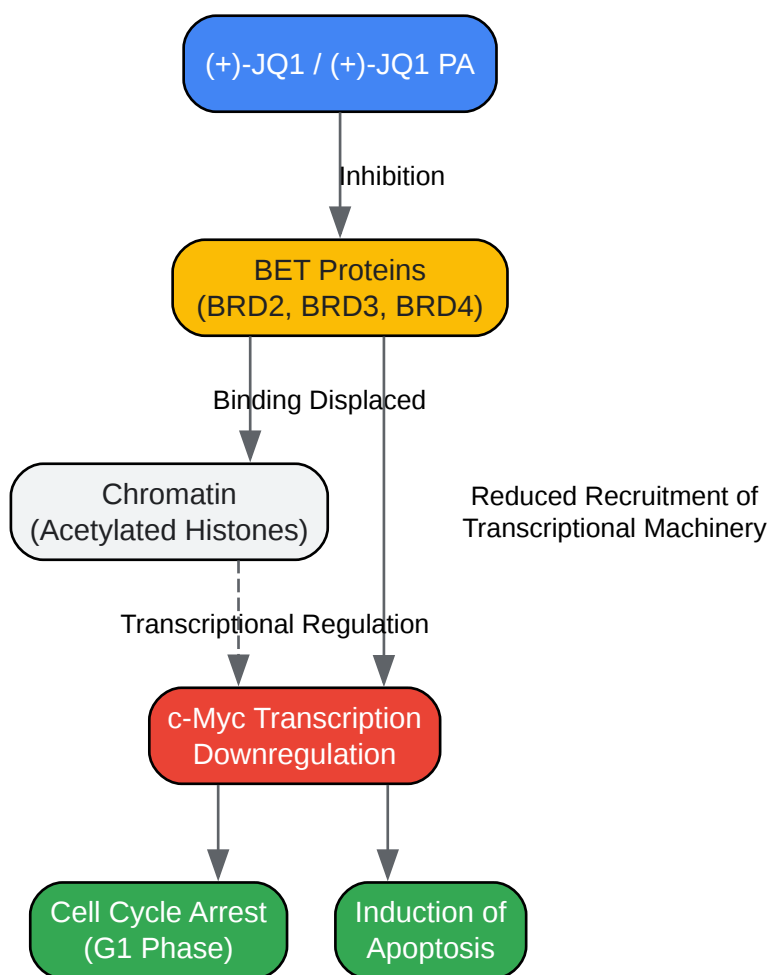 (+)-JQ1 / (+)-JQ1 PA
Inhibition
BET Proteins
(BRD2, BRD3, BRD4)
Binding Displaced
Chromatin
(Acetylated Histones)
Reduced Recruitment of
Transcriptional Machinery
Transcriptional Regulation
c-Myc Transcription
Downregulation
Cell Cycle Arrest
(G1 Phase)
Induction of
Apoptosis